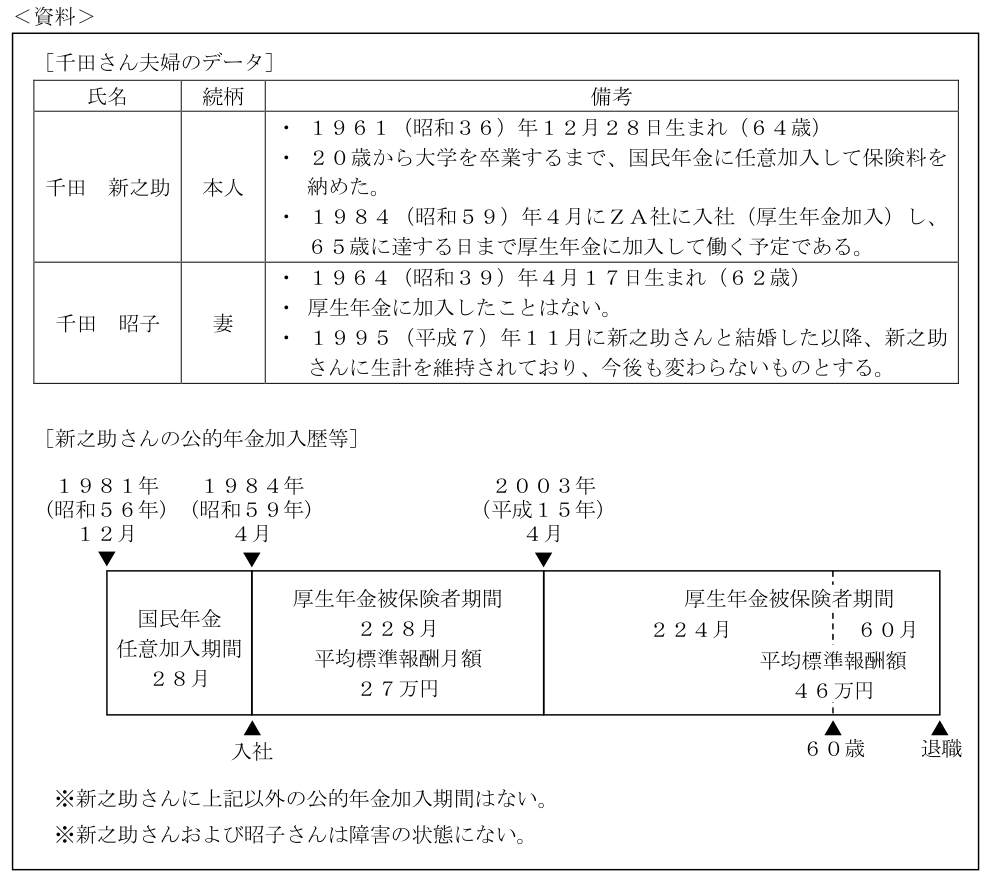 ＜資料＞
［千田さん夫婦のデータ］
氏名 続柄 備考
千田　新之助 本人
・ １９６１（昭和３６）年１２月２８日生まれ（６４歳）
・ ２０歳から大学を卒業するまで、国民年金に任意加入して保険料を
納めた。
・ １９８４（昭和５９）年４月にＺＡ社に入社（厚生年金加入）し、
６５歳に達する日まで厚生年金に加入して働く予定である。
千田　昭子 妻
・ １９６４（昭和３９）年４月１７日生まれ（６２歳）
・ 厚生年金に加入したことはない。
・ １９９５（平成７）年１１月に新之助さんと結婚した以降、新之助
さんに生計を維持されており、今後も変わらないものとする。
［新之助さんの公的年金加入歴等］
１９８１年 １９８４年 ２００３年
（昭和５６年） （昭和５９年） （平成１５年）
１２月 ４月 ４月
▼ ▼ ▼
国民年金
任意加入期間
２８月
厚生年金被保険者期間
２２８月
平均標準報酬月額
２７万円
厚生年金被保険者期間
２２４月 ６０月
平均標準報酬額
４６万円
▲ ▲ ▲
入社 ６０歳 退職
※新之助さんに上記以外の公的年金加入期間はない。
※新之助さんおよび昭子さんは障害の状態にない。